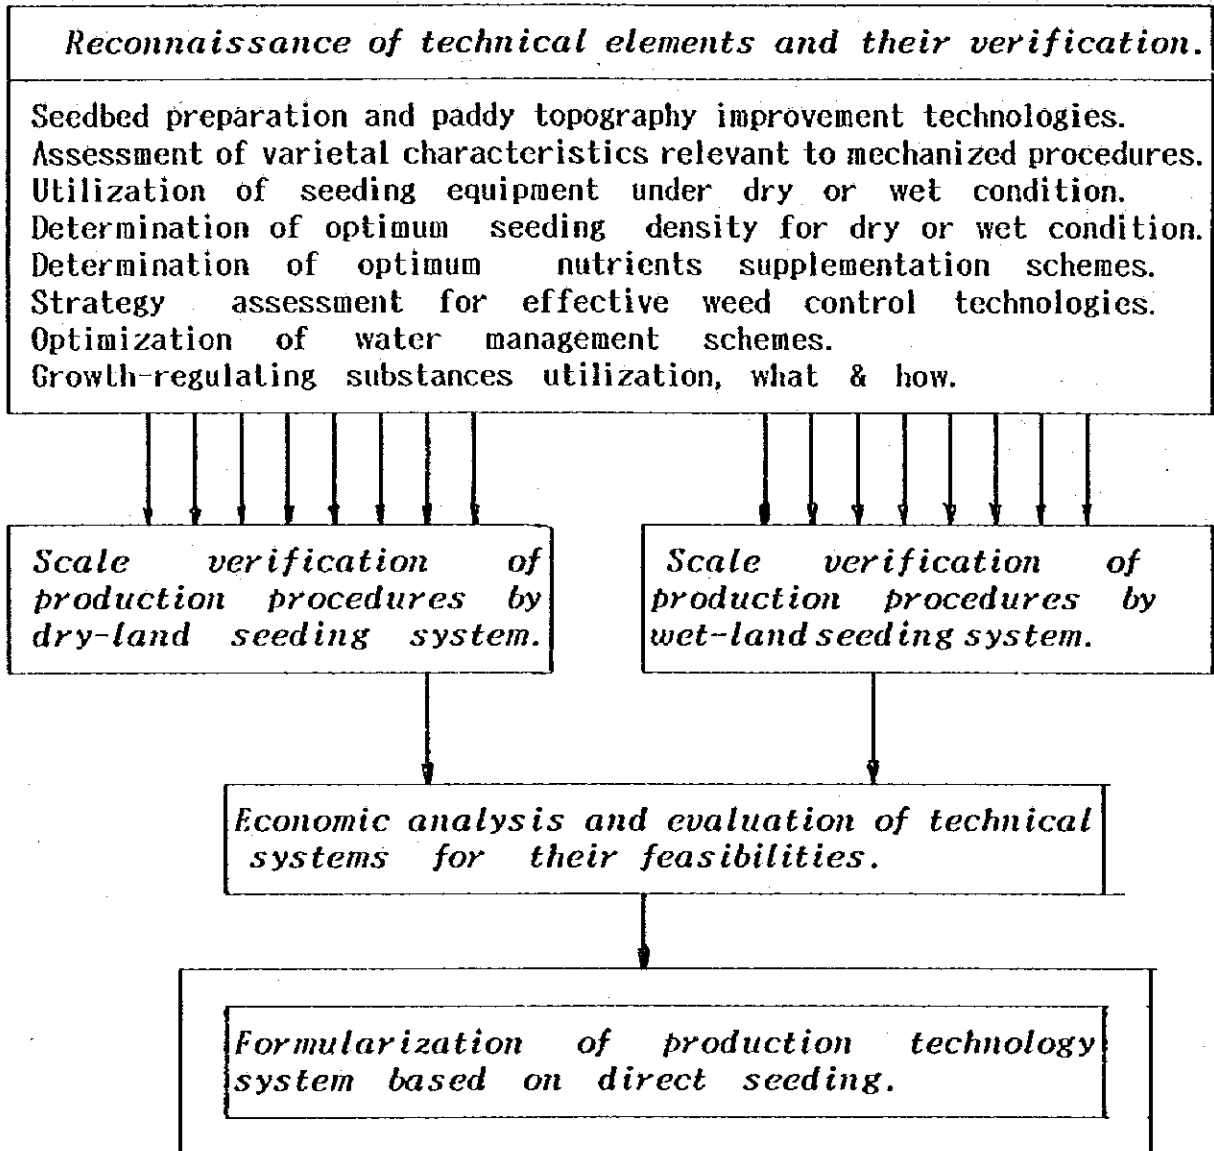 Reconnaissance of technical elements and their verification.
Seedbed preparation and paddy topography improvement technologies.
Assessment of varietal characteristics relevant to mechanized procedures.
Utilization of seeding equipment under dry or wet condition.
Determination of optimum seeding density for dry or wet condition.
Determination of optimum nutrients supplementation schemes.
Strategy assessment for effective weed control technologies.
Optimization of water management schemes.
Growth-regulating substances utilization, what & how.
Scale verification of
production procedures by
dry-land seeding system.
Scale verification of
production procedures by
wet-land seeding system.
Economic analysis and evaluation of technical
systems for their feasibilities.
Formularization of production technology
system based on direct seeding.